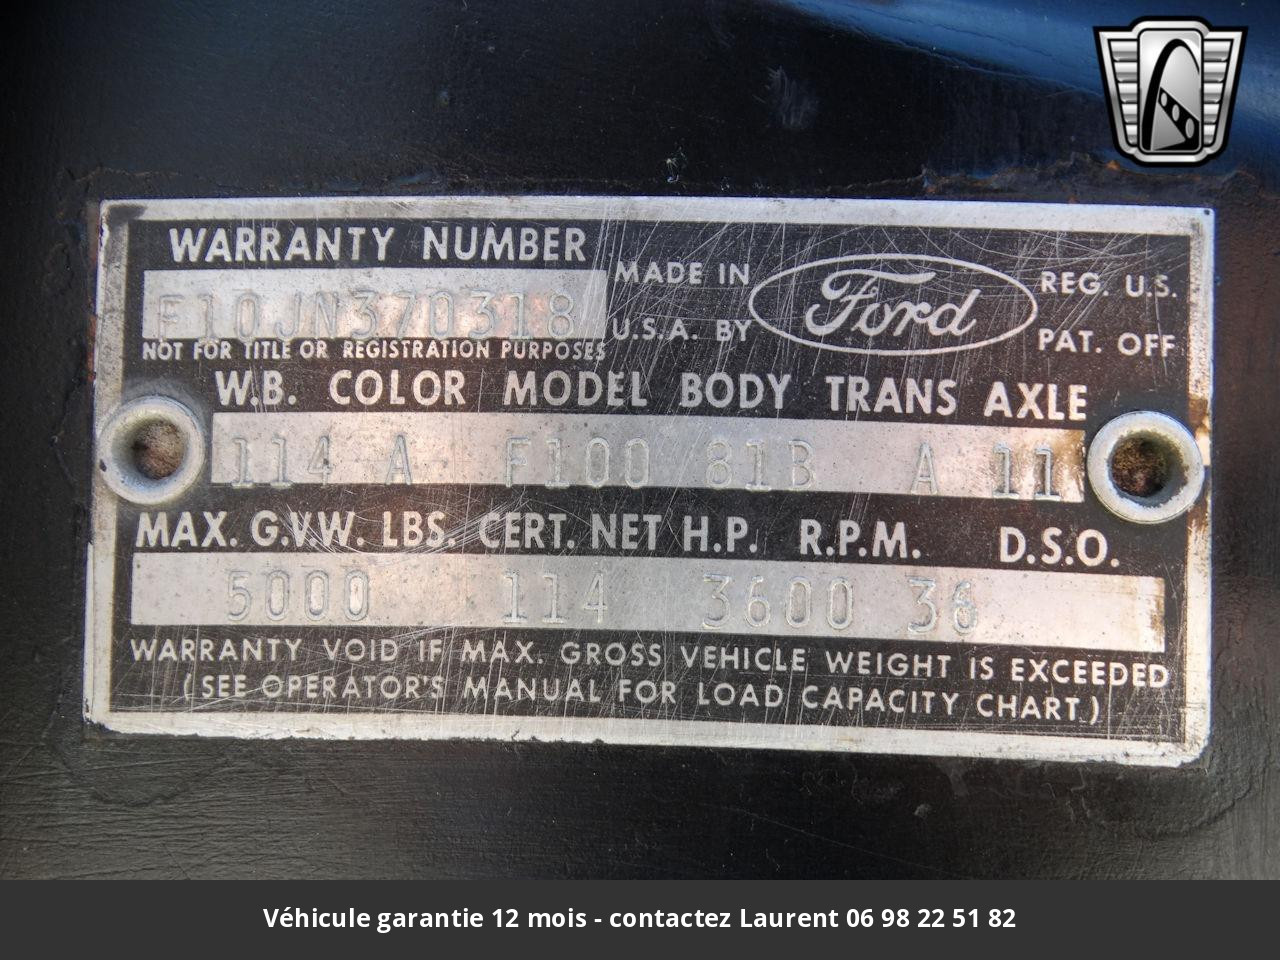 WARRANTY NUMBER
F10JN370318
MADE IN
U.S.A. BY
Ford
REG. U.S.
PAT. OFF
NOT FOR TITLE OR REGISTRATION PURPOSES
W.B. COLOR MODEL BODY TRANS AXLE
114 A F100 81B A 11
MAX. G.V.W. LBS. CERT. NET H.P. R.P.M. D.S.O.
5000 114 3600 36
WARRANTY VOID IF MAX. GROSS VEHICLE WEIGHT IS EXCEEDED
(SEE OPERATOR'S MANUAL FOR LOAD CAPACITY CHART)
Véhicule garantie 12 mois - contactez Laurent 06 98 22 51 82